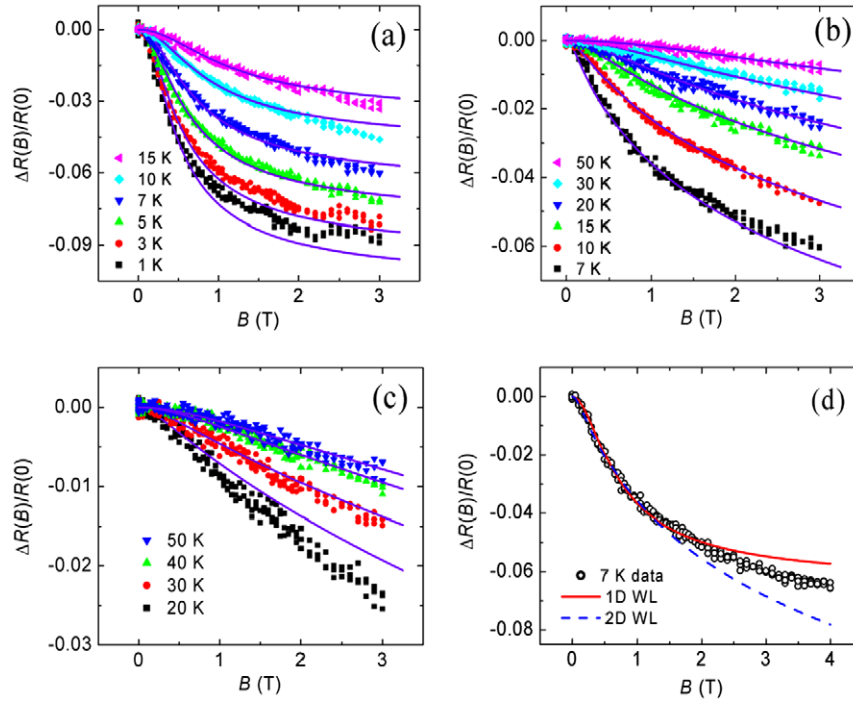 (a)
ΔR(B)/R(0)
0.00
-0.03
-0.06
-0.09
15 K
10 K
7 K
5 K
3 K
1 K
0 1 2 3
B (T)
(b)
ΔR(B)/R(0)
0.00
-0.02
-0.04
-0.06
50 K
30 K
20 K
15 K
10 K
7 K
0 1 2 3
B (T)
(c)
ΔR(B)/R(0)
0.00
-0.01
-0.02
-0.03
50 K
40 K
30 K
20 K
0 1 2 3
B (T)
(d)
ΔR(B)/R(0)
0.00
-0.02
-0.04
-0.06
-0.08
7 K data
1D WL
2D WL
0 1 2 3 4
B (T)